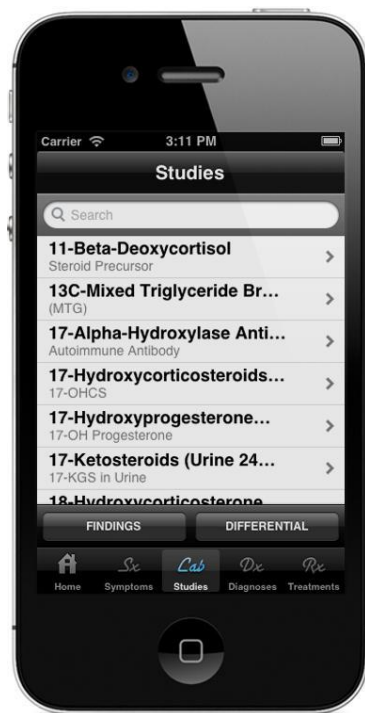 Carrier 3:11 PM
Studies
Search
11-Beta-Deoxycortisol
Steroid Precursor
13C-Mixed Triglyceride Br...
(MTG)
17-Alpha-Hydroxylase Anti...
Autoimmune Antibody
17-Hydroxycorticosteroids...
17-OHCS
17-Hydroxyprogesterone...
17-OH Progesterone
17-Ketosteroids (Urine 24...
17-KGS in Urine
18-Hydroxycorticosterone
FINDINGS DIFFERENTIAL
Sx Lab Dx Rx
Home Symptoms Studies Diagnoses Treatments